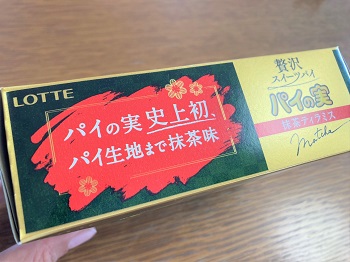 LOTTE
パイの実 史上初、
パイ生地まで抹茶味
贅沢
スイーツパイ
パイの実
抹茶ティラミス
Matcha